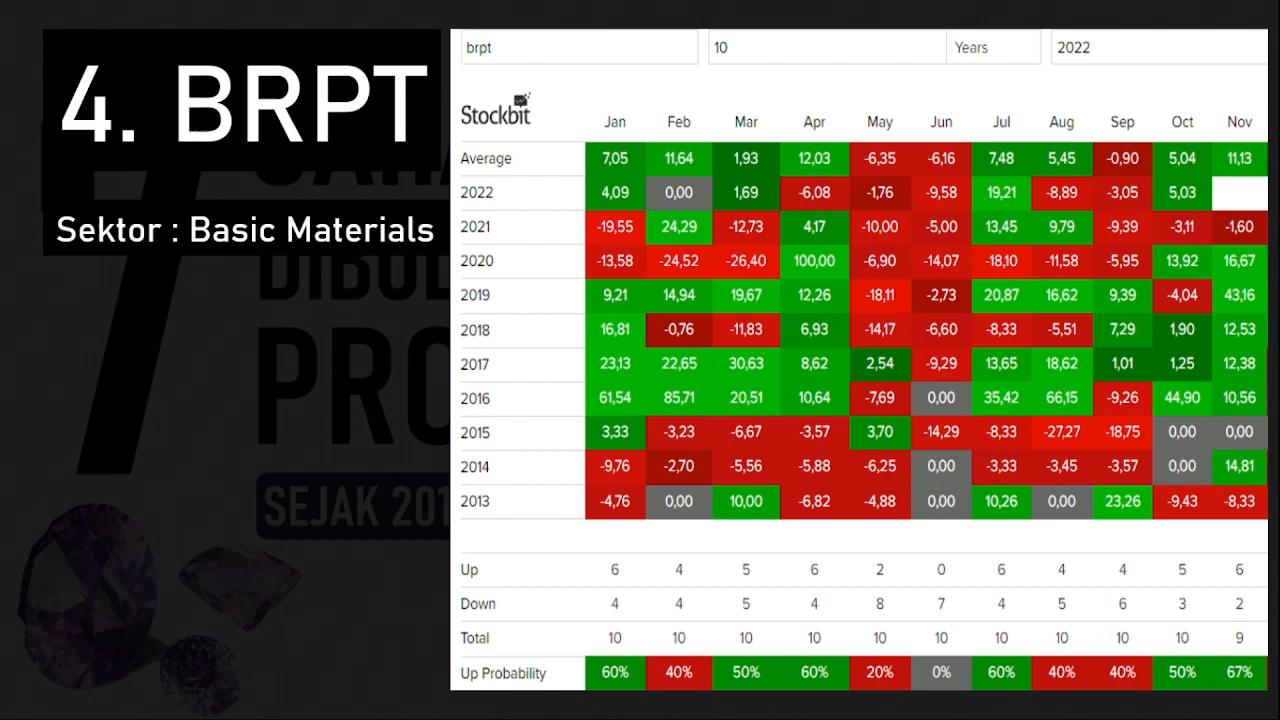 4. BRPT
Sektor : Basic Materials
DIBUL
PRO
SEJAK 201
7
brpt 10 Years 2022
Stockbit Jan Feb Mar Apr May Jun Jul Aug Sep Oct Nov
Average 7,05 11,64 1,93 12,03 -6,35 -6,16 7,48 5,45 -0,90 5,04 11,13
2022 4,09 0,00 1,69 -6,08 -1,76 -9,58 19,21 -8,89 -3,05 5,03
2021 -19,55 24,29 -12,73 4,17 -10,00 -5,00 13,45 9,79 -9,39 -3,11 -1,60
2020 -13,58 -24,52 -26,40 100,00 -6,90 -14,07 -18,10 -11,58 -5,95 13,92 16,67
2019 9,21 14,94 19,67 12,26 -18,11 -2,73 20,87 16,62 9,39 -4,04 43,16
2018 16,81 -0,76 -11,83 6,93 -14,17 -6,60 -8,33 -5,51 7,29 1,90 12,53
2017 23,13 22,65 30,63 8,62 2,54 -9,29 13,65 18,62 1,01 1,25 12,38
2016 61,54 85,71 20,51 10,64 -7,69 0,00 35,42 66,15 -9,26 44,90 10,56
2015 3,33 -3,23 -6,67 -3,57 3,70 -14,29 -8,33 -27,27 -18,75 0,00 0,00
2014 -9,76 -2,70 -5,56 -5,88 -6,25 0,00 -3,33 -3,45 -3,57 0,00 14,81
2013 -4,76 0,00 10,00 -6,82 -4,88 0,00 10,26 0,00 23,26 -9,43 -8,33
Up 6 4 5 6 2 0 6 4 4 5 6
Down 4 4 5 4 8 7 4 5 6 3 2
Total 10 10 10 10 10 10 10 10 10 10 9
Up Probability 60% 40% 50% 60% 20% 0% 60% 40% 40% 50% 67%